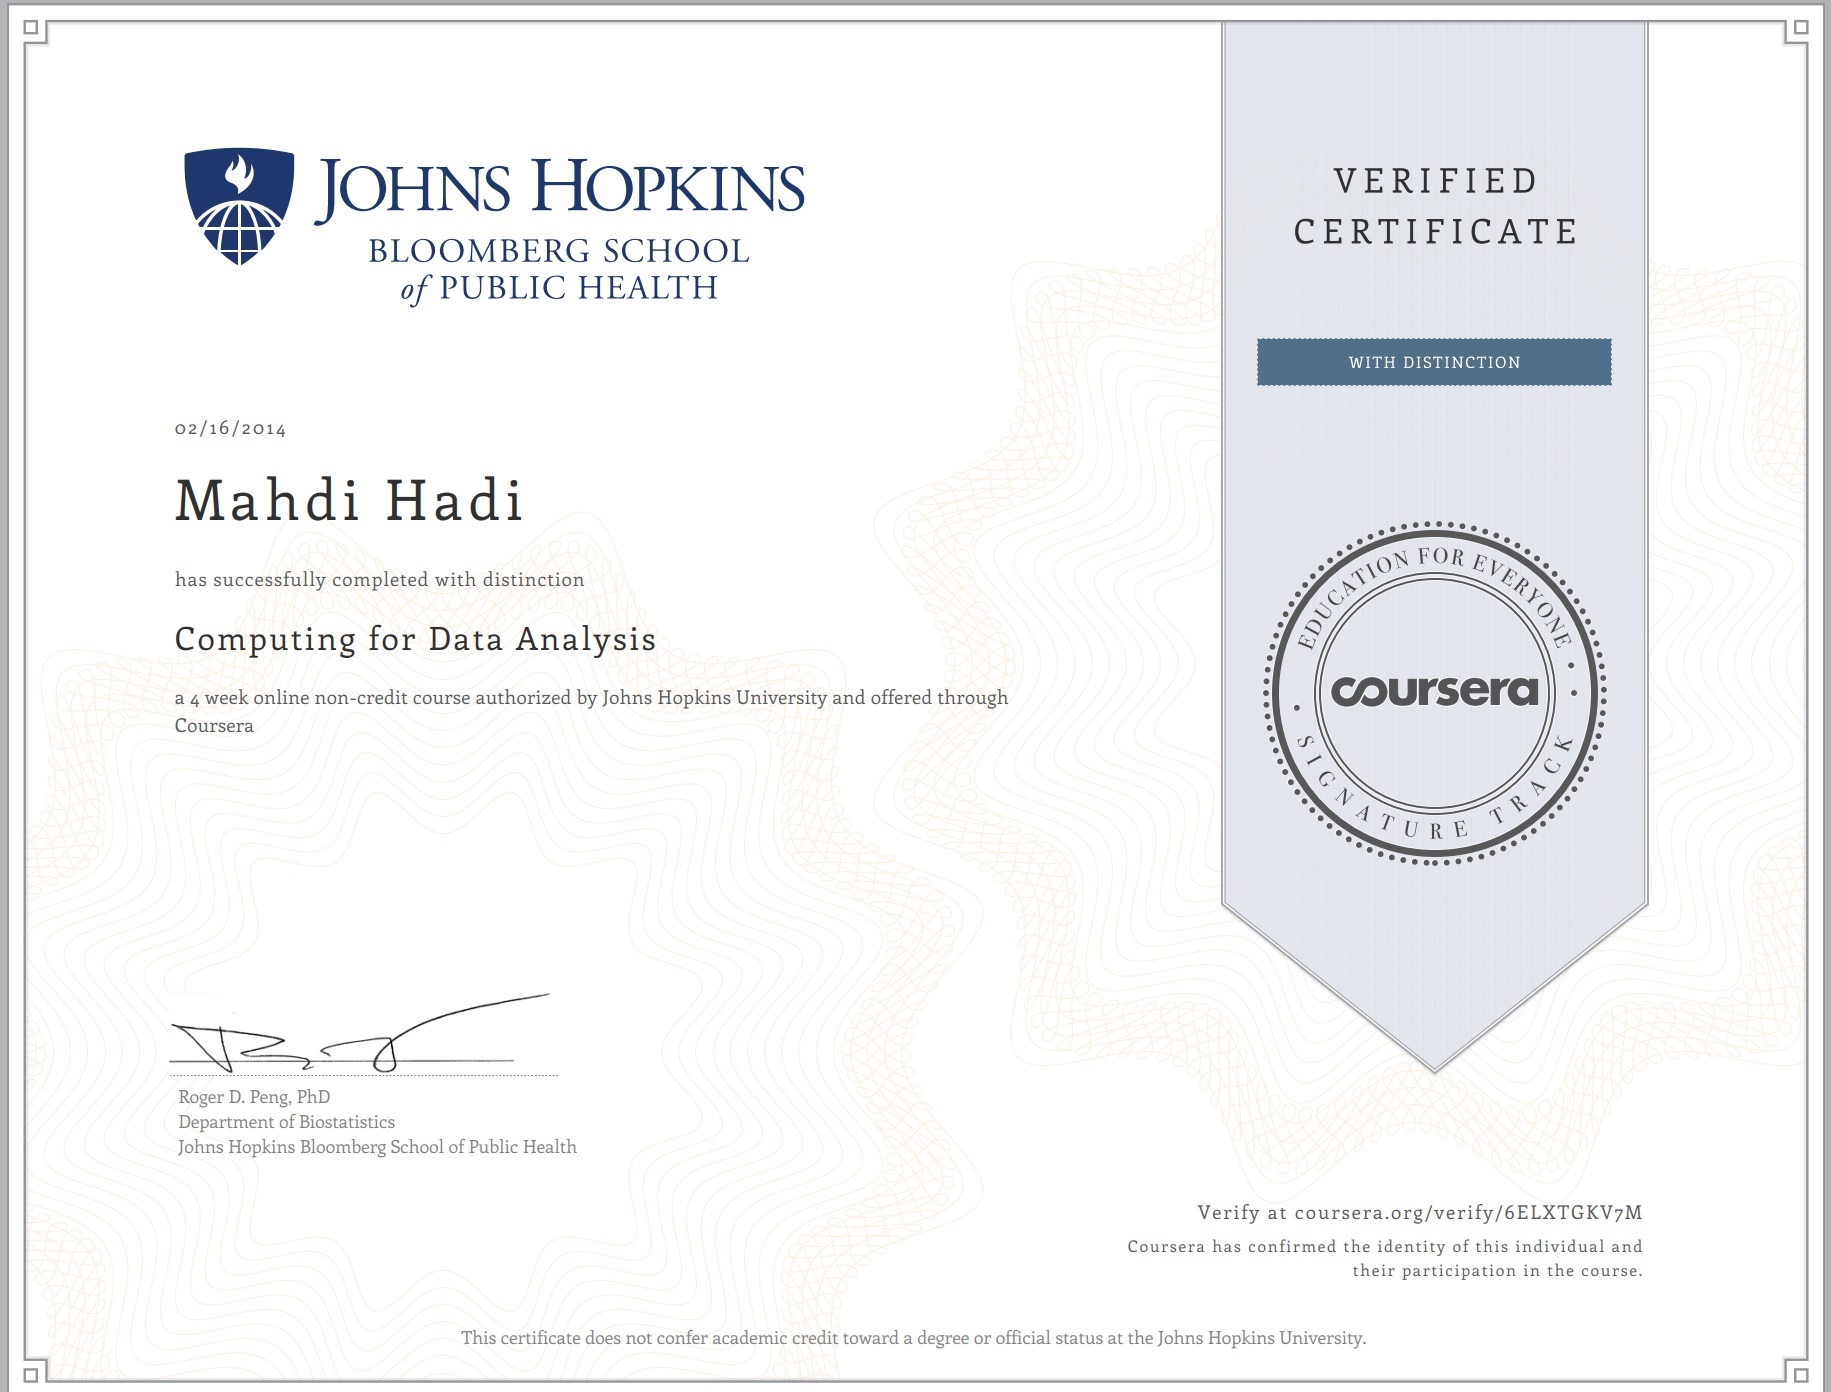 JOHNS HOPKINS
BLOOMBERG SCHOOL
of PUBLIC HEALTH
VERIFIED
CERTIFICATE
WITH DISTINCTION
02/16/2014
Mahdi Hadi
has successfully completed with distinction
Computing for Data Analysis
a 4 week online non-credit course authorized by Johns Hopkins University and offered through
Coursera
EDUCATION FOR EVERYONE
coursera
SIGNATURE TRACK
Roger D. Peng, PhD
Department of Biostatistics
Johns Hopkins Bloomberg School of Public Health
Verify at coursera.org/verify/6ELXTGKV7M
Coursera has confirmed the identity of this individual and
their participation in the course.
This certificate does not confer academic credit toward a degree or official status at the Johns Hopkins University.